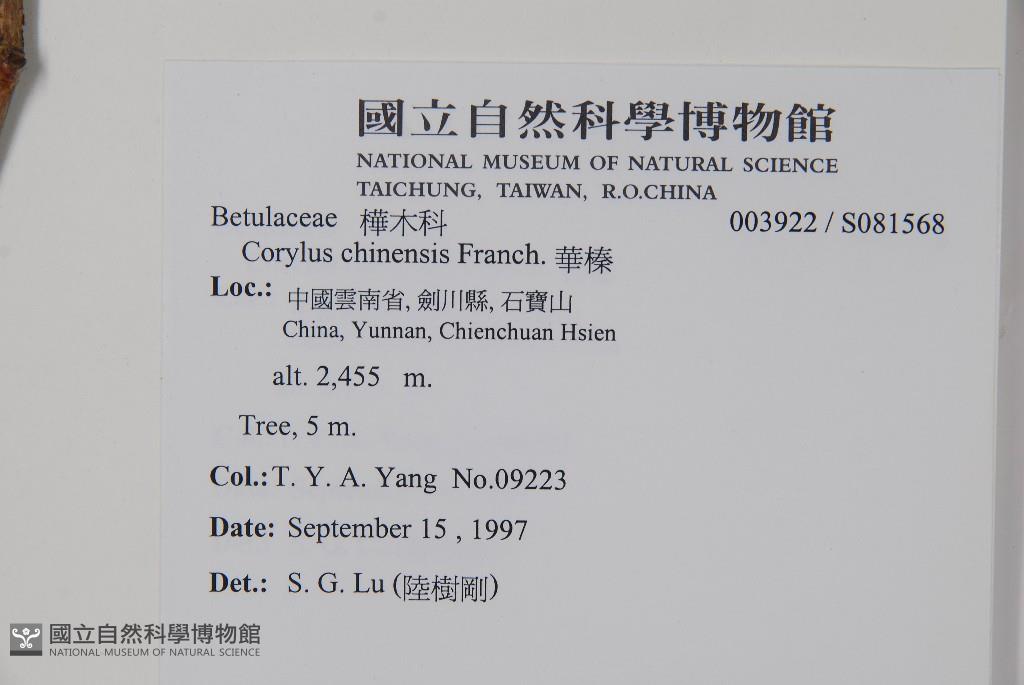 國立自然科學博物館
NATIONAL MUSEUM OF NATURAL SCIENCE
TAICHUNG, TAIWAN, R.O.CHINA
Betulaceae 樺木科 003922 / S081568
Corylus chinensis Franch. 華榛
Loc.: 中國雲南省, 劍川縣, 石寶山
China, Yunnan, Chienchuan Hsien
alt. 2,455 m.
Tree, 5 m.
Col.:T. Y. A. Yang No.09223
Date: September 15 , 1997
Det.: S. G. Lu (陸樹剛)
國立自然科學博物館
NATIONAL MUSEUM OF NATURAL SCIENCE